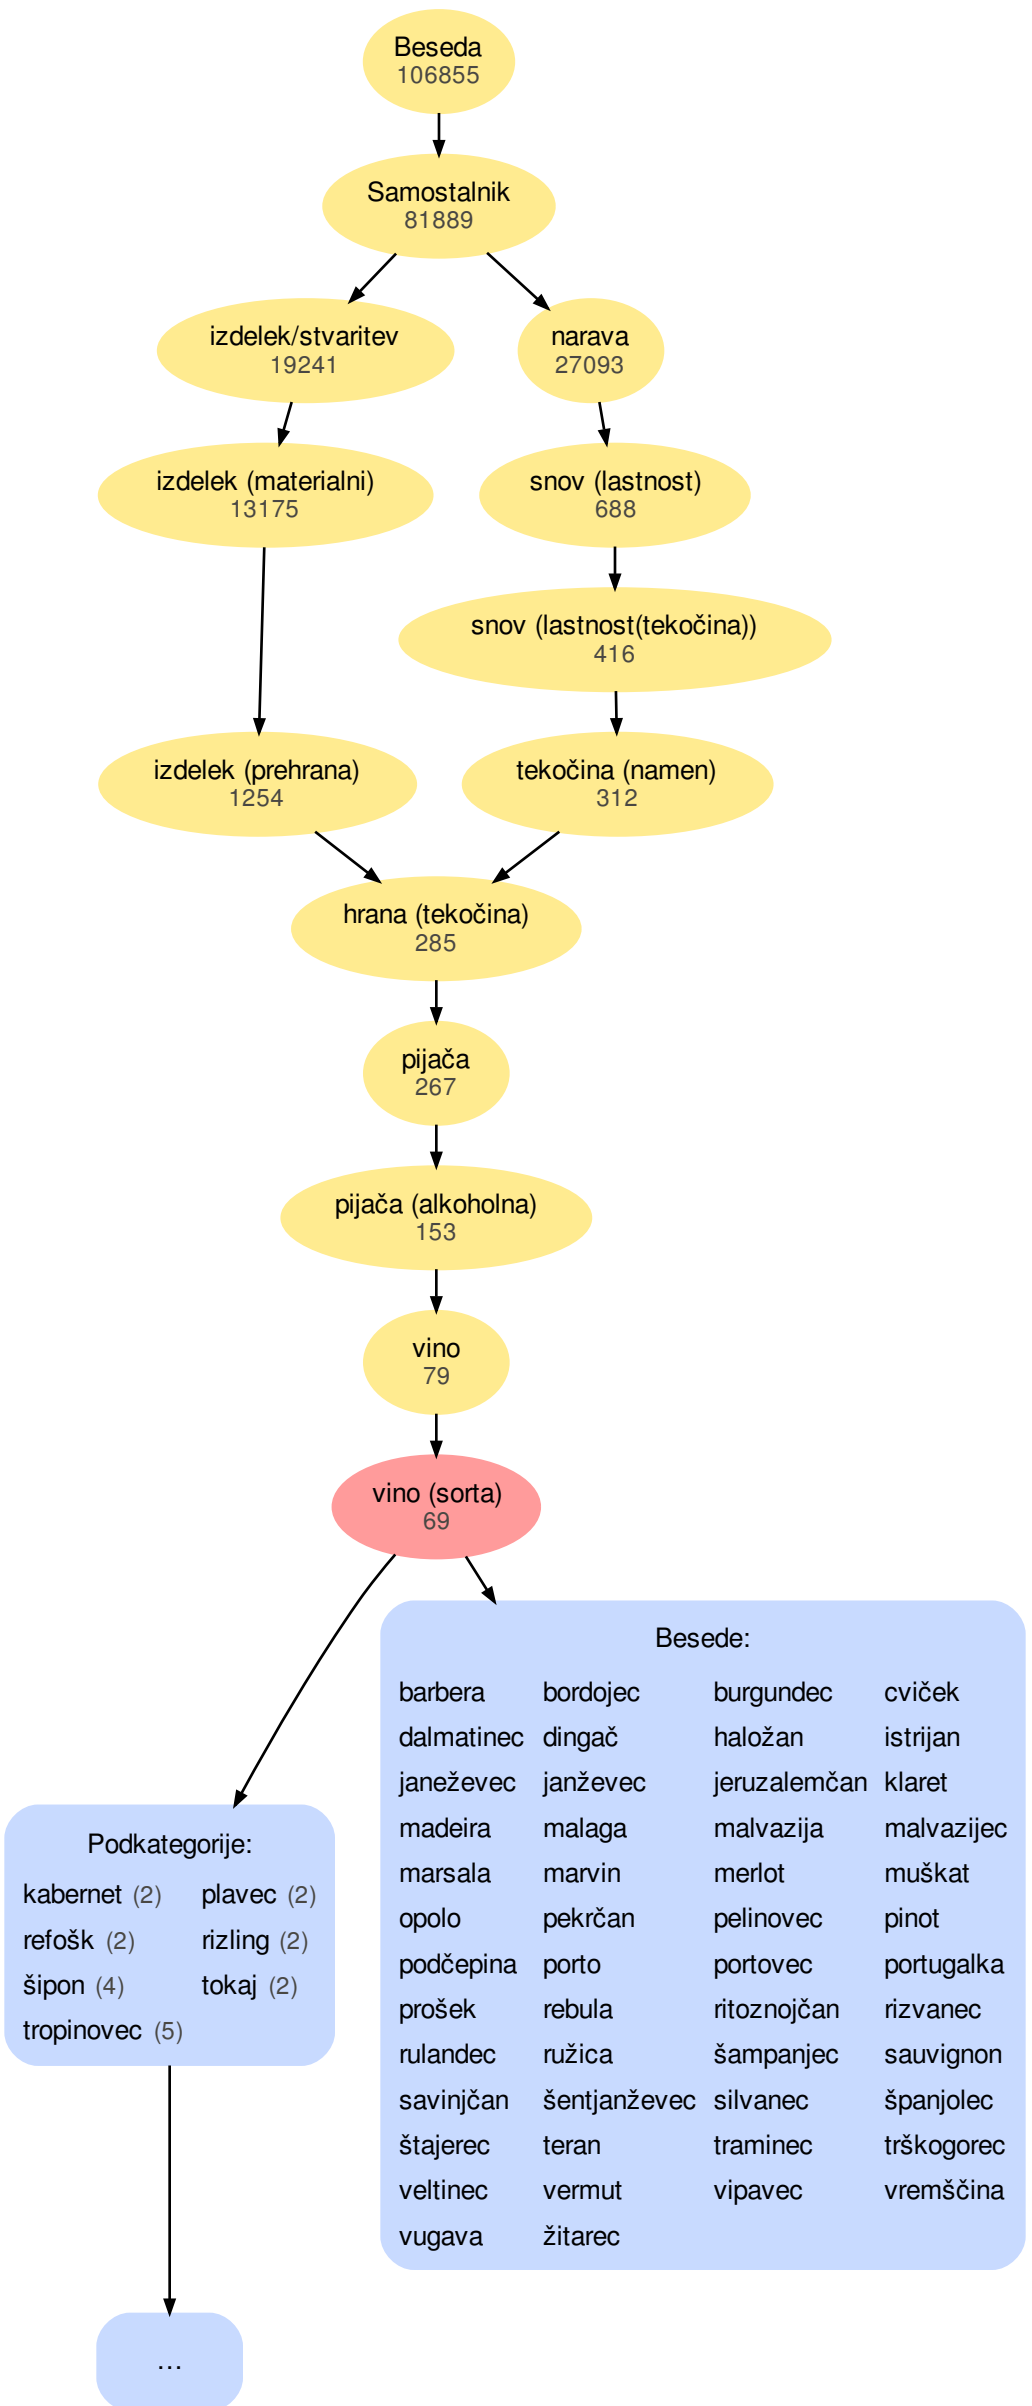 Beseda
106855
Samostalnik
81889
izdelek/stvaritev
19241
narava
27093
izdelek (materialni)
13175
snov (lastnost)
688
snov (lastnost(tekočina))
416
izdelek (prehrana)
1254
tekočina (namen)
312
hrana (tekočina)
285
pijača
267
pijača (alkoholna)
153
vino
79
vino (sorta)
69
Besede:
barbera bordojec burgundec cviček
dalmatinec dingač haložan istrijan
janeževec janževec jeruzalemčan klaret
madeira malaga malvazija malvazijec
marsala marvin merlot muškat
opolo pekrčan pelinovec pinot
podčepina porto portovec portugalka
prošek rebula ritoznojčan rizvanec
rulandec ružica šampanjec sauvignon
savinjčan šentjanževec silvanec španjolec
štajerec teran traminec trškogorec
veltinec vermut vipavec vremščina
vugava žitarec
Podkategorije:
kabernet (2) plavec (2)
refošk (2) rizling (2)
šipon (4) tokaj (2)
tropinovec (5)
...